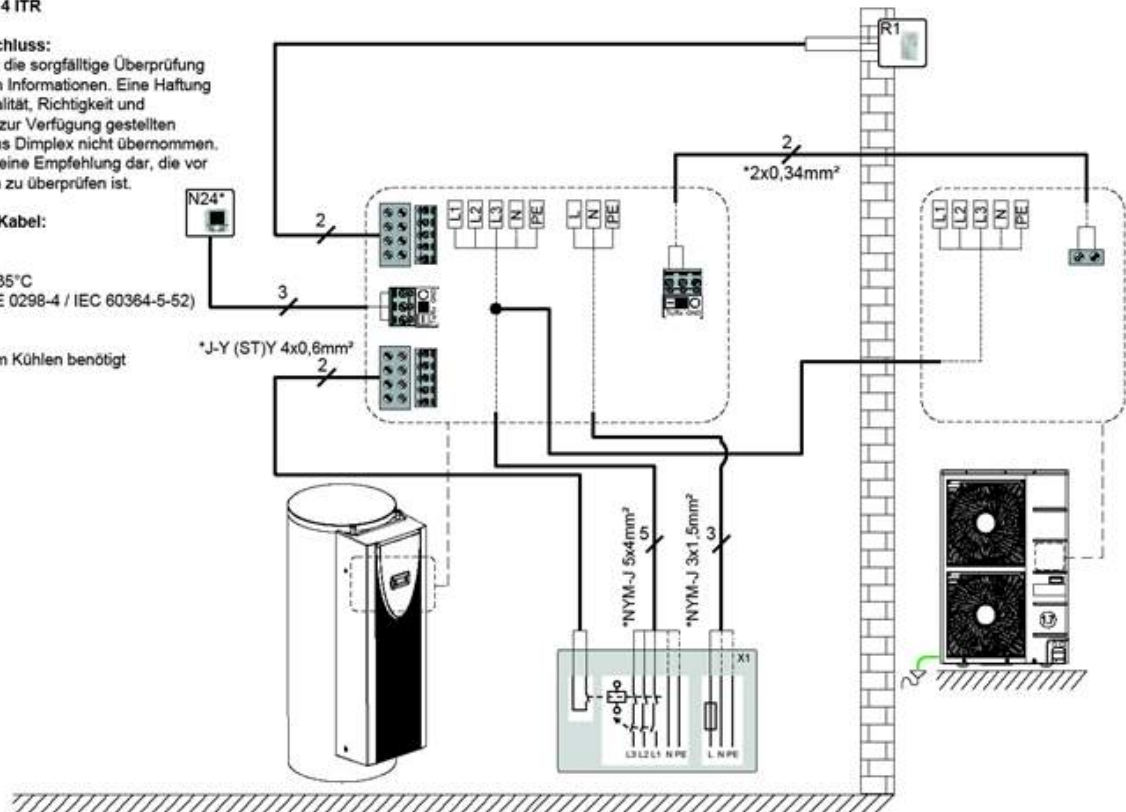 4 ITR
chluss:
die sorgfältige Überprüfung
n Informationen. Eine Haftung
alität, Richtigkeit und
zur Verfügung gestellten
us Dimplex nicht übernommen.
eine Empfehlung dar, die vor
zu überprüfen ist.
Kabel:
35°C
E 0298-4 / IEC 60364-5-52)
m Kühlen benötigt
R1
2
*2x0,34mm²
N24*
2
L1
L2
L3
N
PE
L
N
PE
L1
L2
L3
N
PE
3
*J-Y (ST)Y 4x0,6mm²
2
*NYM-J 5x4mm²
5
*NYM-J 3x1,5mm²
3
X1
L3 L2 L1 N PE
L N PE
17